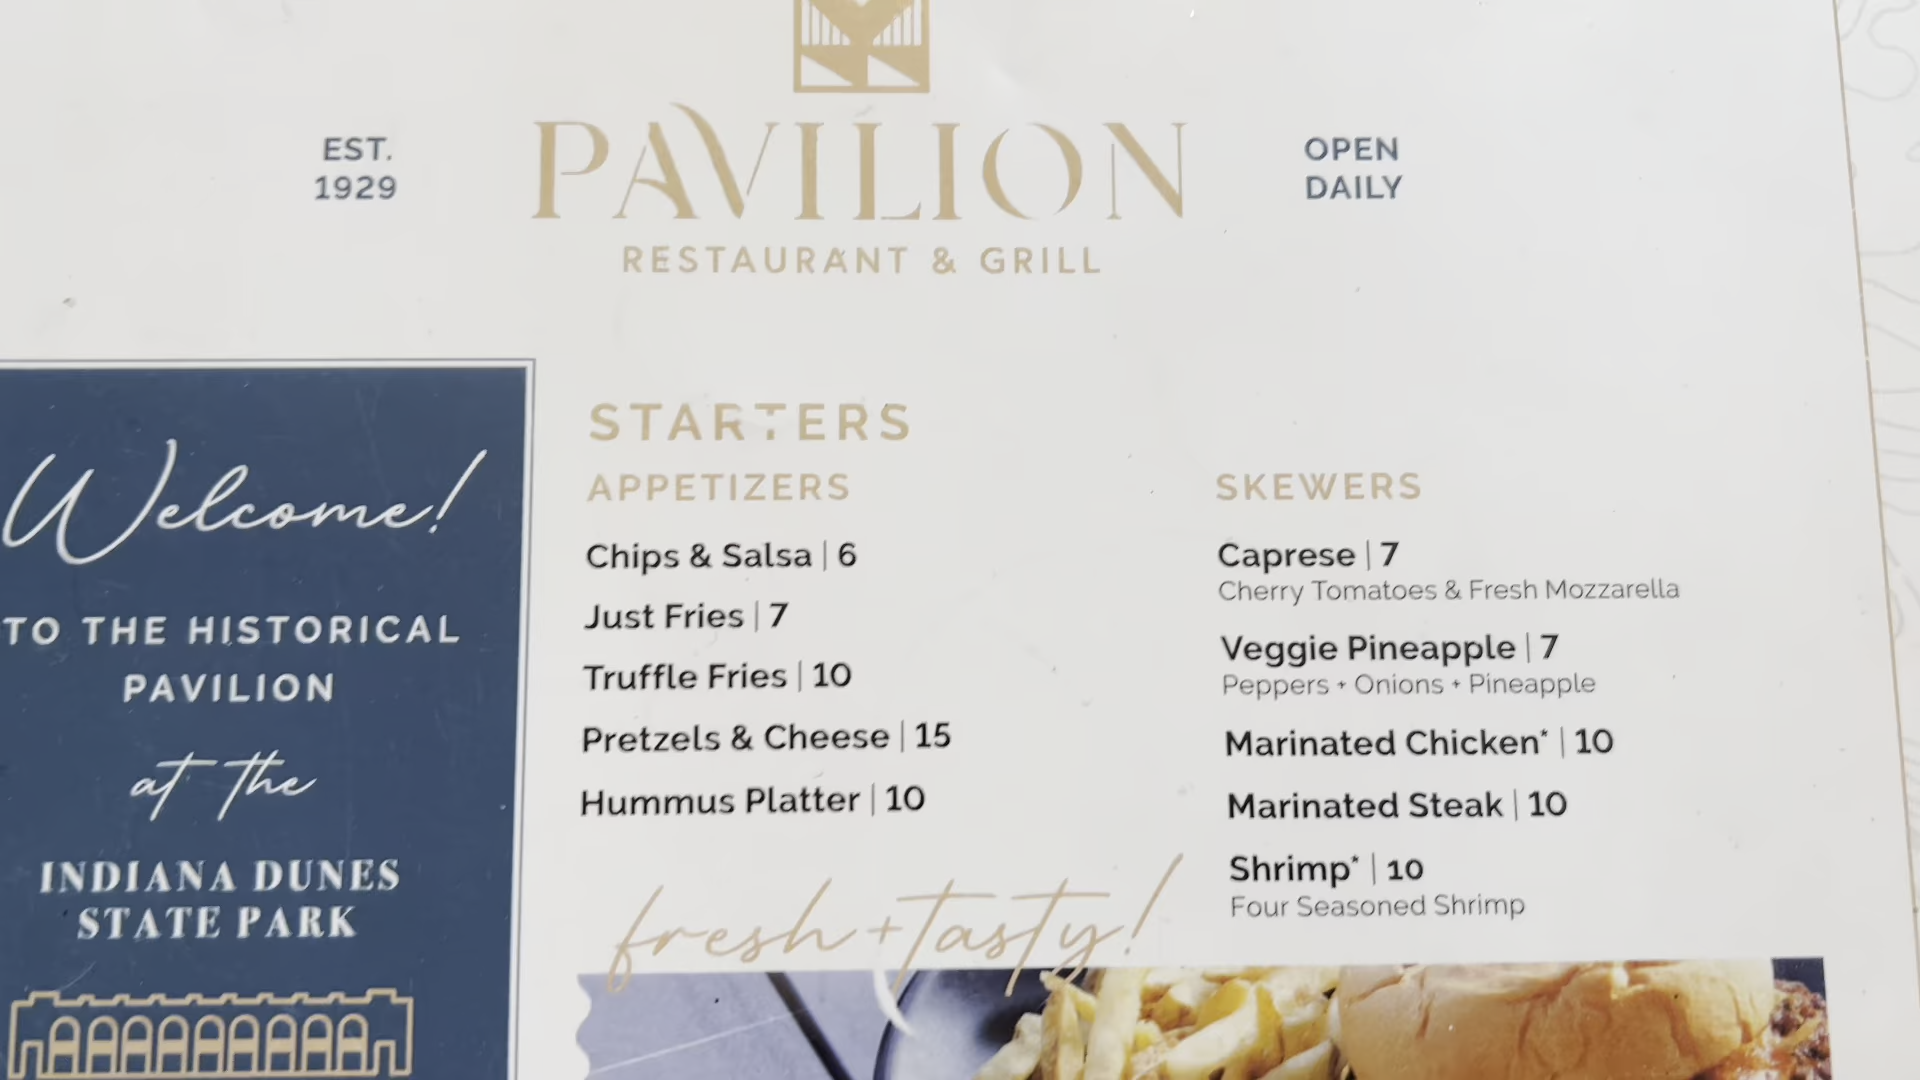 EST.
1929
PAVILION
RESTAURANT & GRILL
OPEN
DAILY
Welcome!
TO THE HISTORICAL
PAVILION
at the
INDIANA DUNES
STATE PARK
STARTERS
APPETIZERS
Chips & Salsa | 6
Just Fries | 7
Truffle Fries | 10
Pretzels & Cheese | 15
Hummus Platter | 10
SKEWERS
Caprese | 7
Cherry Tomatoes & Fresh Mozzarella
Veggie Pineapple | 7
Peppers + Onions + Pineapple
Marinated Chicken* | 10
Marinated Steak | 10
Shrimp* | 10
Four Seasoned Shrimp
fresh + tasty!